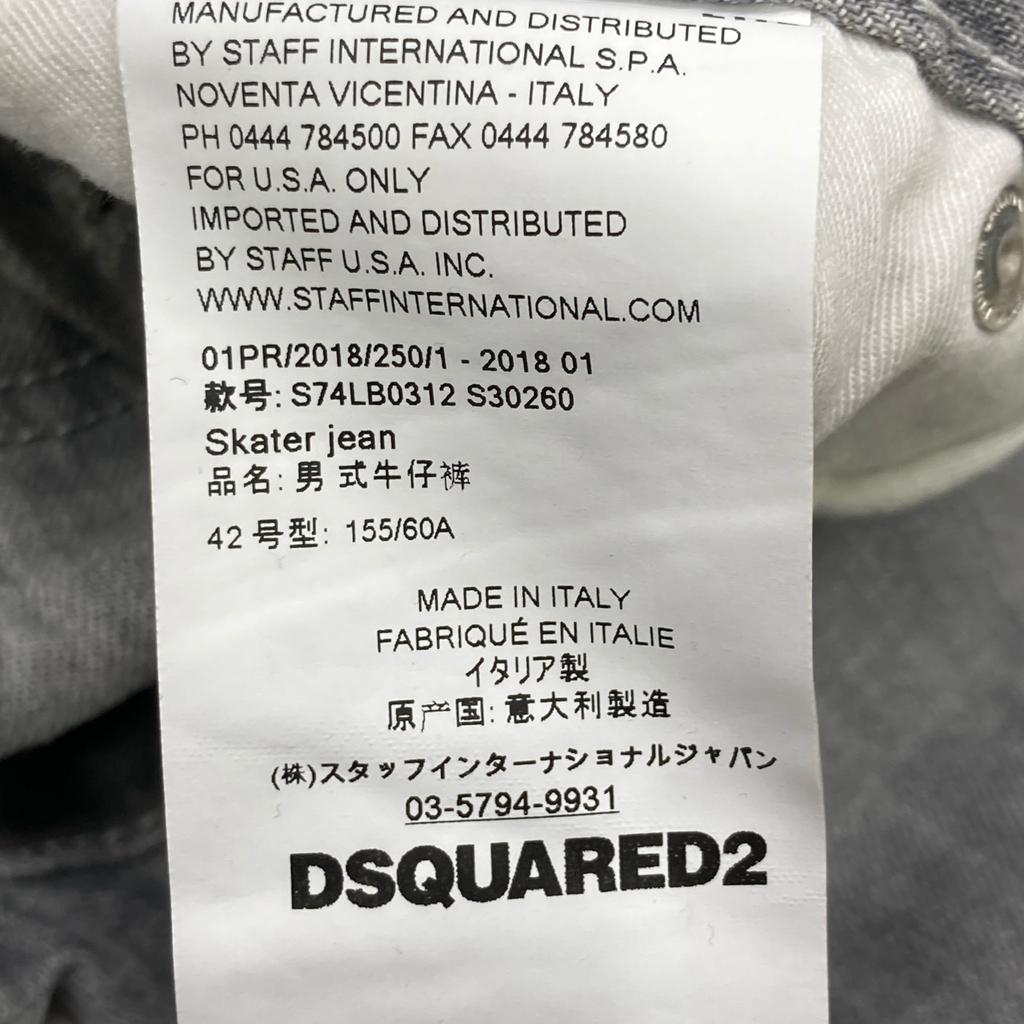 MANUFACTURED AND DISTRIBUTED
BY STAFF INTERNATIONAL S.P.A.
NOVENTA VICENTINA - ITALY
PH 0444 784500 FAX 0444 784580
FOR U.S.A. ONLY
IMPORTED AND DISTRIBUTED
BY STAFF U.S.A. INC.
WWW.STAFFINTERNATIONAL.COM
01PR/2018/250/1 - 2018 01
款号: S74LB0312 S30260
Skater jean
品名: 男 式牛仔裤
42 号型: 155/60A
MADE IN ITALY
FABRIQUÉ EN ITALIE
イタリア製
原产国: 意大利製造
(株)スタッフインターナショナルジャパン
03-5794-9931
DSQUARED2